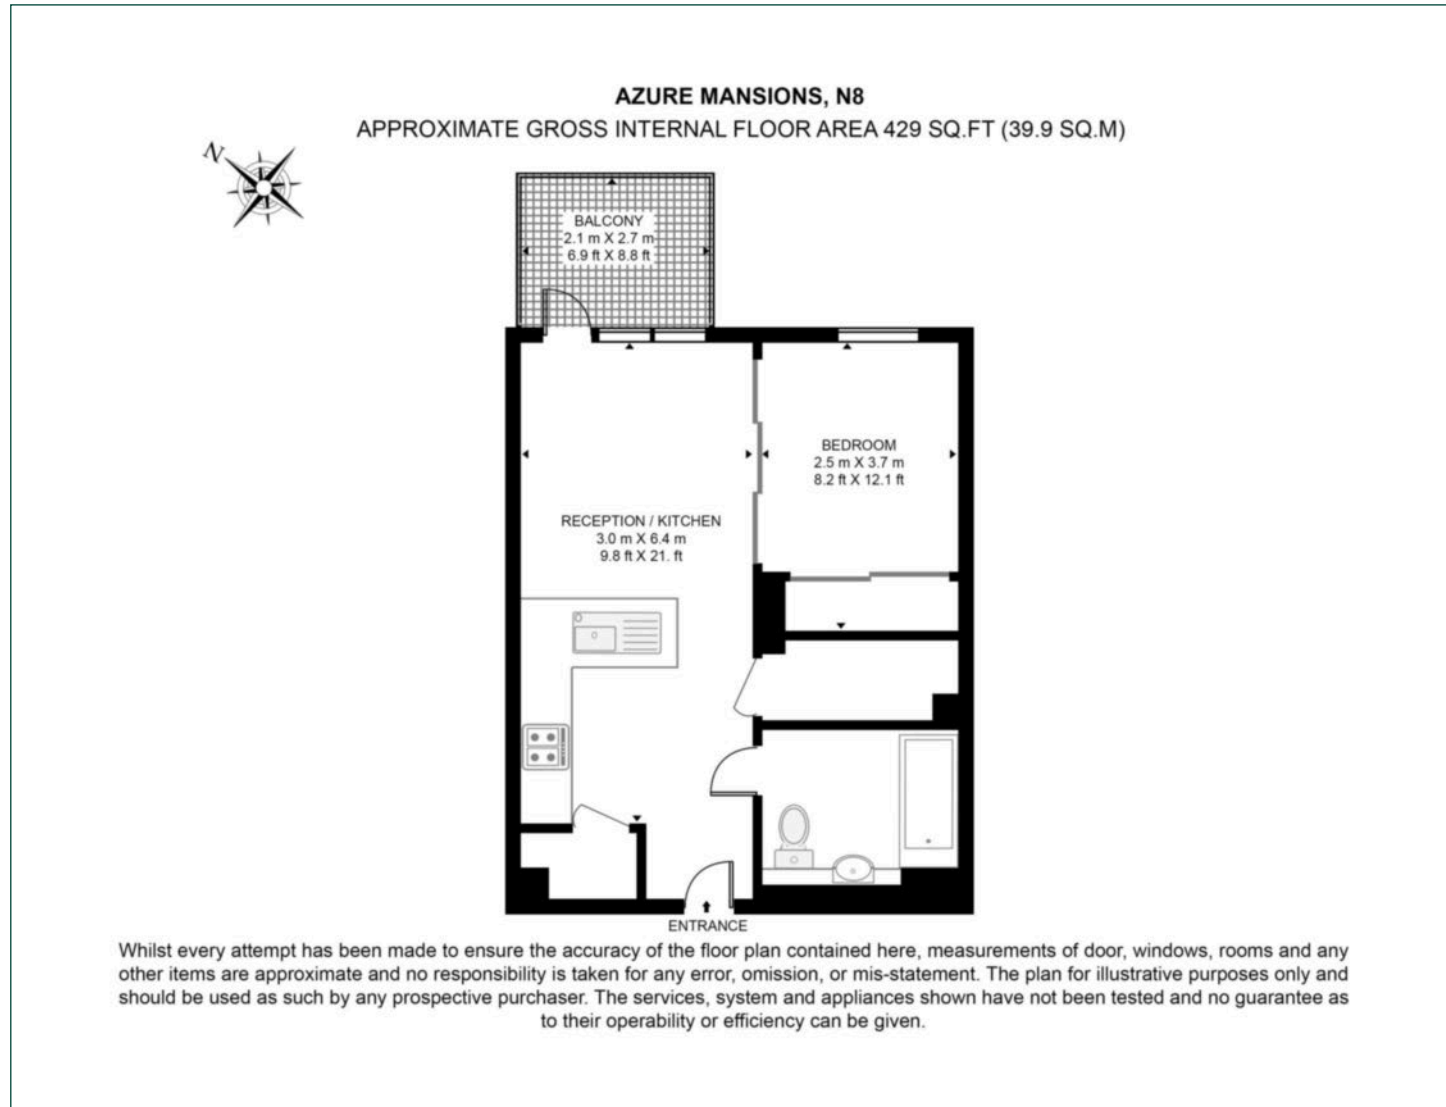 AZURE MANSIONS, N8
APPROXIMATE GROSS INTERNAL FLOOR AREA 429 SQ.FT (39.9 SQ.M)
N
BALCONY
2.1 m X 2.7 m
6.9 ft X 8.8 ft
BEDROOM
2.5 m X 3.7 m
8.2 ft X 12.1 ft
RECEPTION / KITCHEN
3.0 m X 6.4 m
9.8 ft X 21. ft
ENTRANCE
Whilst every attempt has been made to ensure the accuracy of the floor plan contained here, measurements of door, windows, rooms and any
other items are approximate and no responsibility is taken for any error, omission, or mis-statement. The plan for illustrative purposes only and
should be used as such by any prospective purchaser. The services, system and appliances shown have not been tested and no guarantee as
to their operability or efficiency can be given.